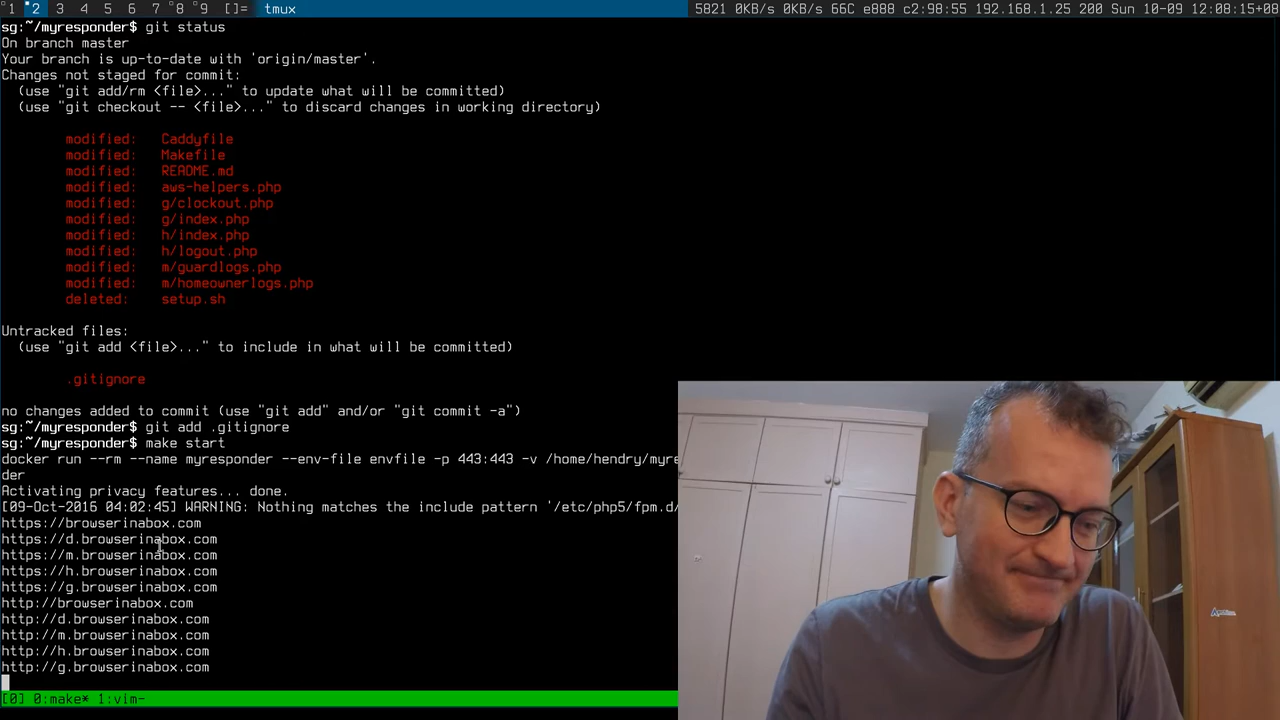 1 2 3 4 5 6 7 8 9 []= tmux 5821 0KB/s 0KB/s 66C e888 c2:98:55 192.168.1.25 200 Sun 10-09 12:08:15+08
sg:~/myresponder$ git status
On branch master
Your branch is up-to-date with 'origin/master'.
Changes not staged for commit:
  (use "git add/rm <file>..." to update what will be committed)
  (use "git checkout -- <file>..." to discard changes in working directory)
modified:   Caddyfile
modified:   Makefile
modified:   README.md
modified:   aws-helpers.php
modified:   g/clockout.php
modified:   g/index.php
modified:   h/index.php
modified:   h/logout.php
modified:   m/guardlogs.php
modified:   m/homeownerlogs.php
deleted:    setup.sh
Untracked files:
  (use "git add <file>..." to include in what will be committed)
.gitignore
no changes added to commit (use "git add" and/or "git commit -a")
sg:~/myresponder$ git add .gitignore
sg:~/myresponder$ make start
docker run --rm --name myresponder --env-file envfile -p 443:443 -v /home/hendry/myre
der
Activating privacy features... done.
[09-Oct-2016 04:02:45] WARNING: Nothing matches the include pattern '/etc/php5/fpm.d/
https://browserinabox.com
https://d.browserinabox.com
https://m.browserinabox.com
https://h.browserinabox.com
https://g.browserinabox.com
http://browserinabox.com
http://d.browserinabox.com
http://m.browserinabox.com
http://h.browserinabox.com
http://g.browserinabox.com
[0] 0:make* 1:vim-